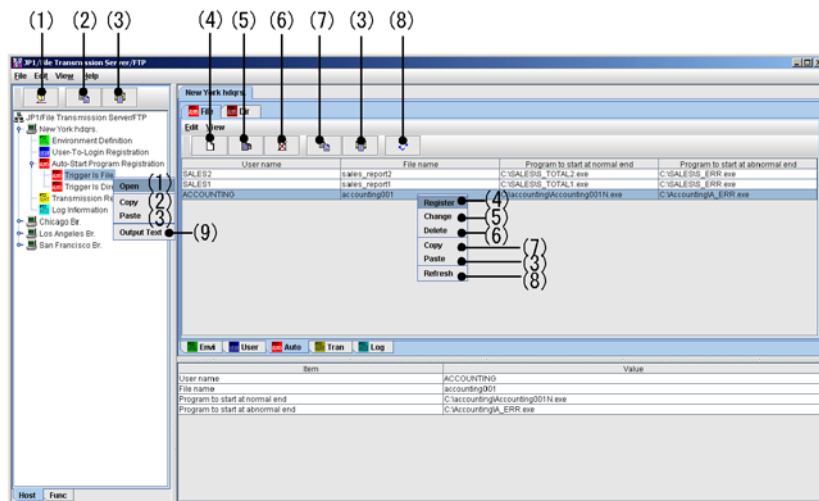 (1) (2) (3) (4) (5) (6) (7) (3) (8)
JP1/File Transmission Server/FTP
File Edit View Help
New York hdqrs.
File Dir
Edit View
JP1/File Transmission Server/FTP
New York hdqrs.
Environment Definition
User-To-Login Registration
Auto-Start Program Registration
Trigger Is File
Trigger Is Dir
Transmission Re
Log Information
Chicago Br.
Los Angeles Br.
San Francisco Br.
Open (1)
Copy (2)
Paste (3)
Output Text (9)
User name File name Program to start at normal end Program to start at abnormal end
SALES2 sales_report2 C:\SALES\S_TOTAL2.exe C:\SALES\S_ERR.exe
SALES1 sales_report1 C:\SALES\S_TOTAL1.exe C:\SALES\S_ERR.exe
ACCOUNTING accounting001 C:\accounting\Accounting001N.exe C:\Accounting\A_ERR.exe
Register (4)
Change (5)
Delete (6)
Copy (7)
Paste (3)
Refresh (8)
Envi User Auto Tran Log
Item Value
User name ACCOUNTING
File name accounting001
Program to start at normal end C:\accounting\Accounting001N.exe
Program to start at abnormal end C:\Accounting\A_ERR.exe
Host Func